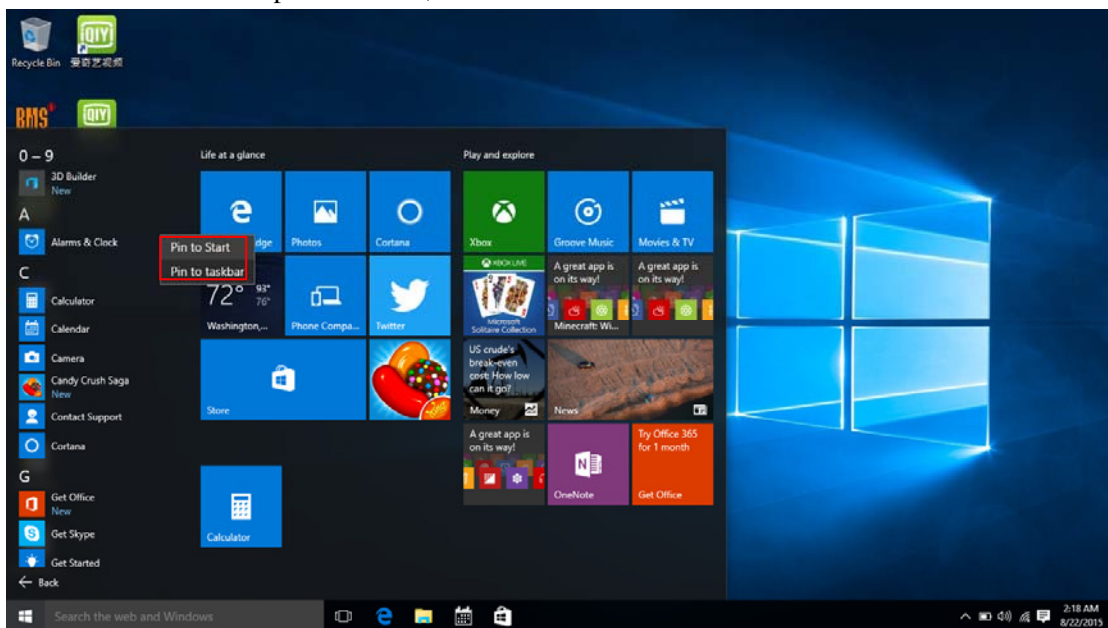 Recycle Bin
爱奇艺视频
QIY
BMS
QIY
0 – 9
3D Builder
New
A
Alarms & Clock
C
Calculator
Calendar
Camera
Candy Crush Saga
New
Contact Support
Cortana
G
Get Office
New
Get Skype
Get Started
Back
Pin to Start
Pin to taskbar
Life at a glance
dge
Photos
Cortana
72° 93°
76°
Washington,...
Phone Compa...
Twitter
Store
Calculator
Play and explore
Xbox
Groove Music
Movies & TV
XBOX LIVE
Microsoft
Solitaire Collection
A great app is
on its way!
Minecraft: Wi...
A great app is
on its way!
US crude's
break-even
cost: How low
can it go?
Money
News
A great app is
on its way!
N
OneNote
Try Office 365
for 1 month
Get Office
Search the web and Windows
2:18 AM
8/22/2015